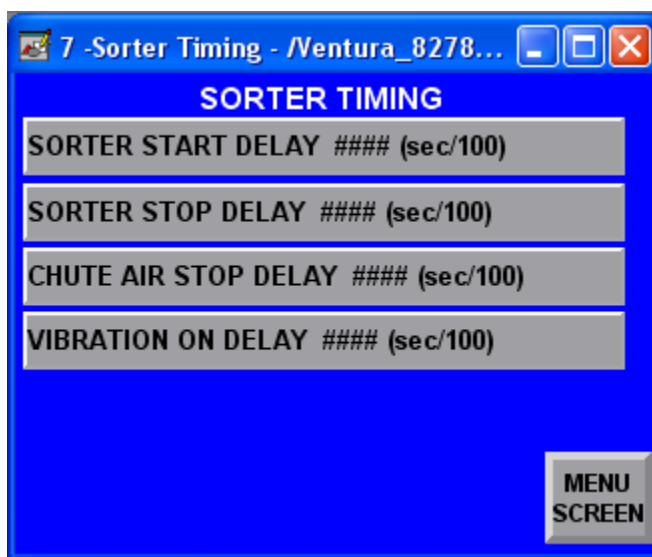 7 -Sorter Timing - /Ventura_8278...
SORTER TIMING
SORTER START DELAY #### (sec/100)
SORTER STOP DELAY #### (sec/100)
CHUTE AIR STOP DELAY #### (sec/100)
VIBRATION ON DELAY #### (sec/100)
MENU
SCREEN